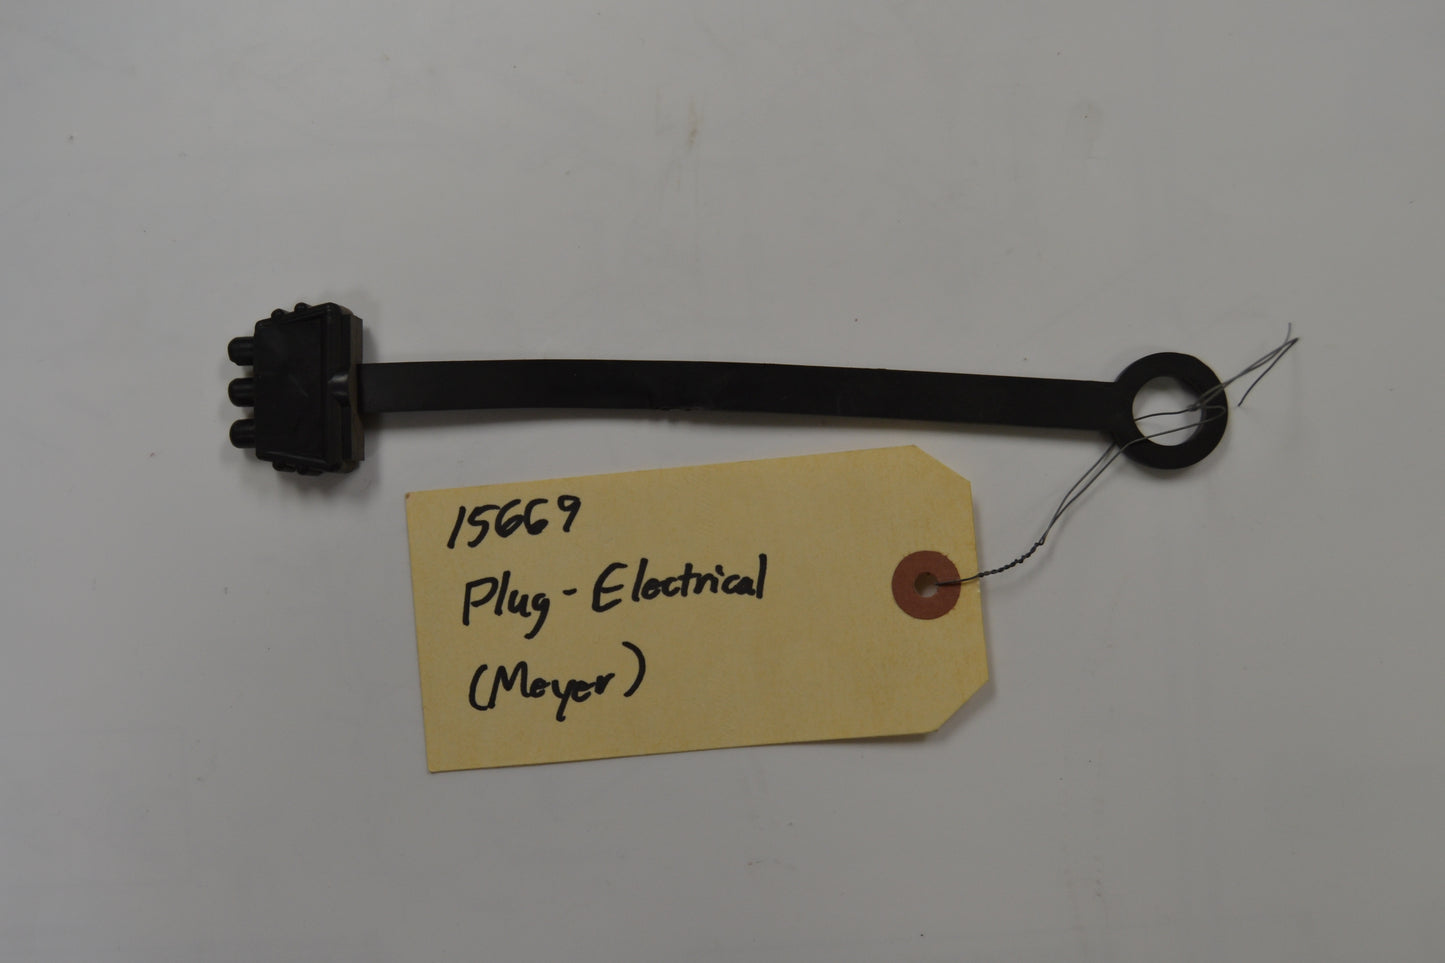 15669
Plug - Electrical
(Meyer)